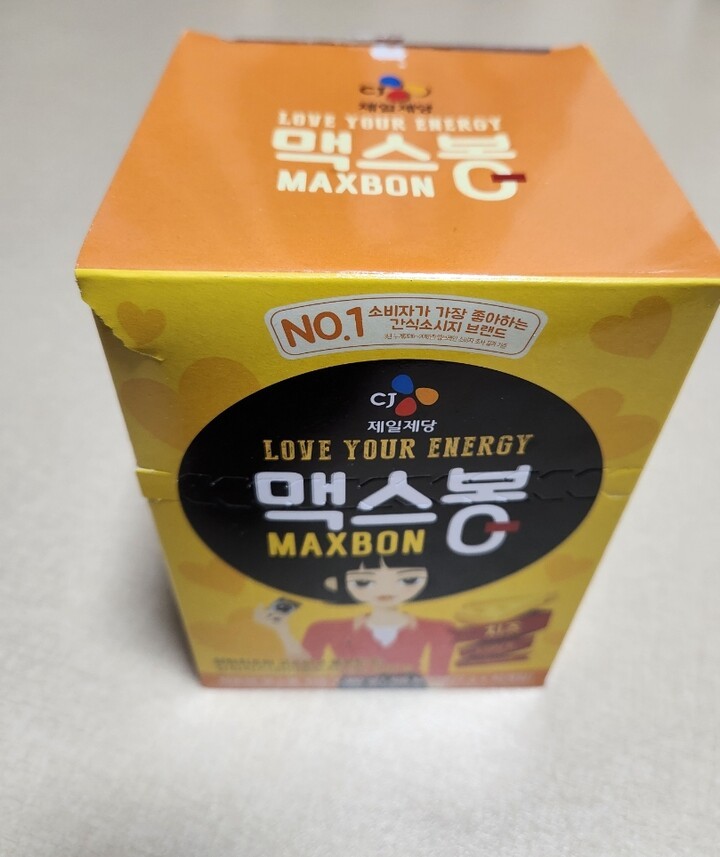 CJ
제일제당
LOVE YOUR ENERGY
맥스봉
MAXBON
NO.1 소비자가 가장 좋아하는
간식소시지 브랜드
CJ
제일제당
LOVE YOUR ENERGY
맥스봉
MAXBON
치즈